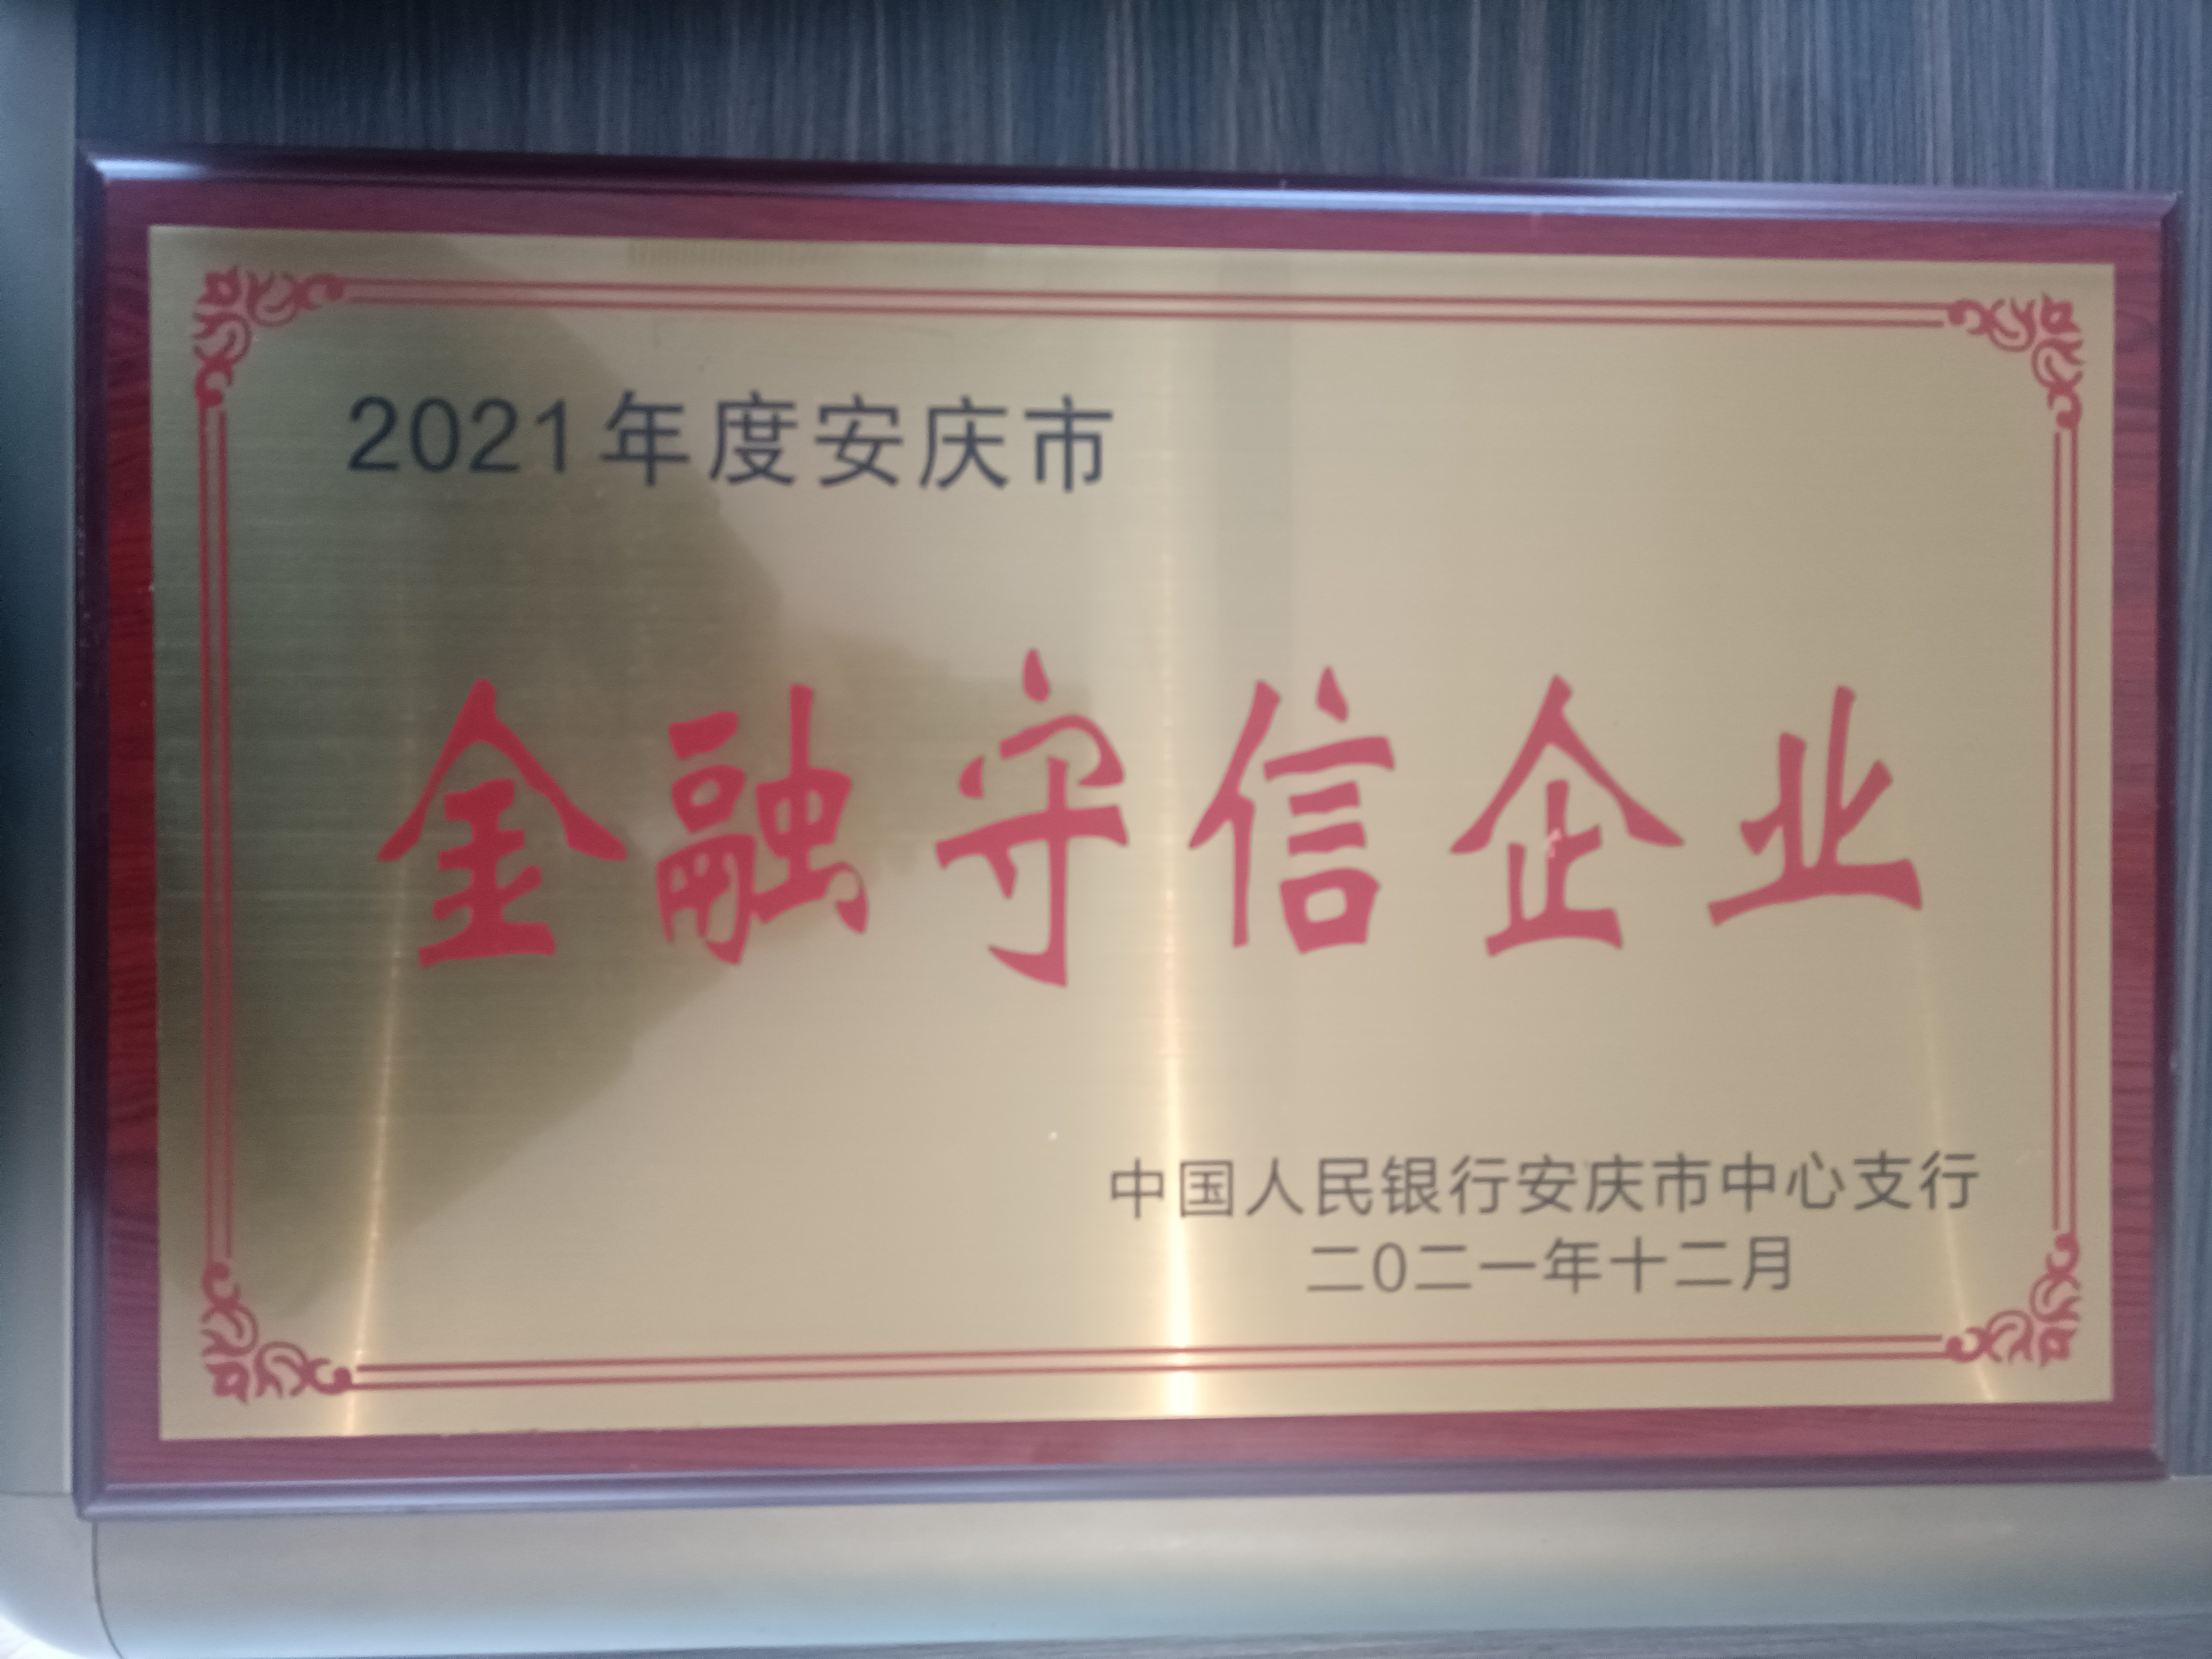 2021年度安庆市
金融守信企业
中国人民银行安庆市中心支行
二0二一年十二月